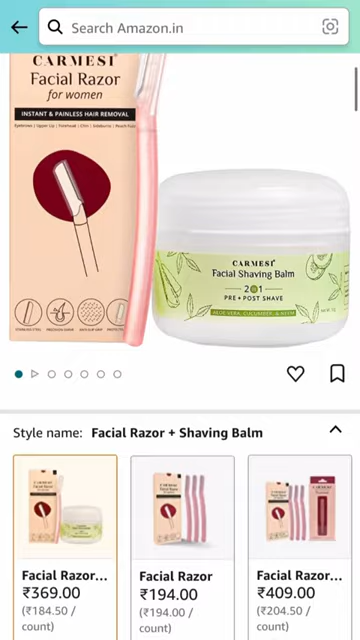 Search Amazon.in
CARMESI
Facial Razor
for women
INSTANT & PAINLESS HAIR REMOVAL
CARMESI
Facial Shaving Balm
2 in 1
PRE + POST SHAVE
ALOE VERA, CUCUMBER, & NEEM
Style name: Facial Razor + Shaving Balm
Facial Razor... Facial Razor Facial Razor...
₹369.00 ₹194.00 ₹409.00
(₹184.50 / (₹194.00 / (₹204.50 /
count) count) count)